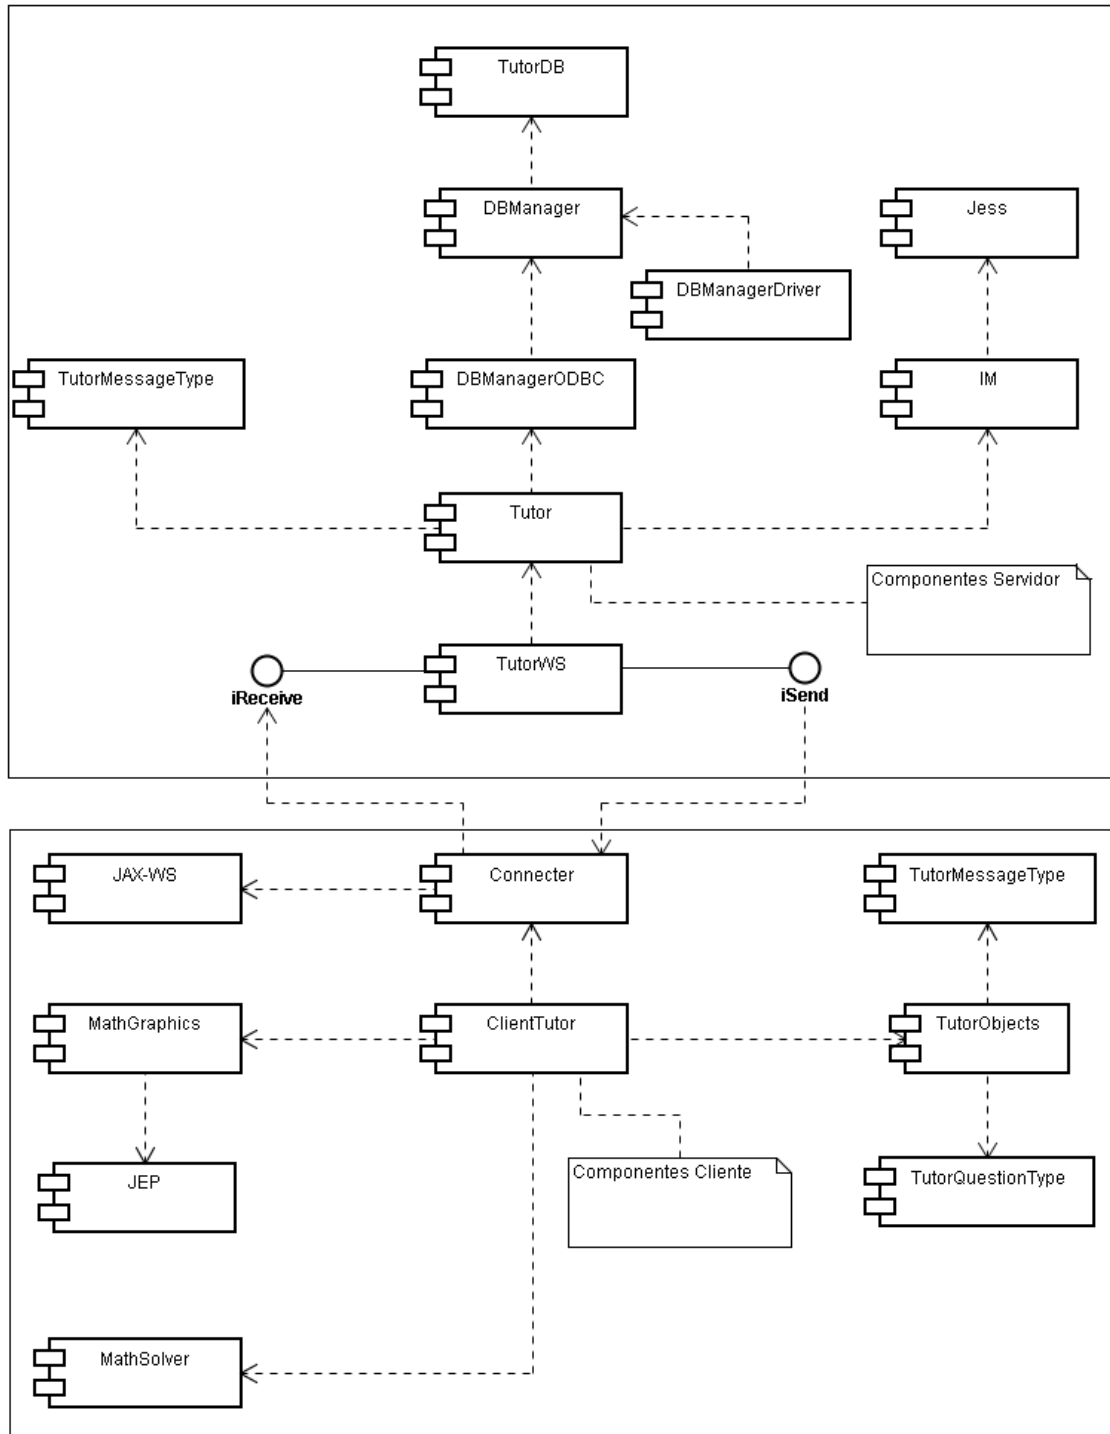 TutorDB
DBManager
Jess
DBManagerDriver
TutorMessageType
DBManagerODBC
IM
Tutor
Componentes Servidor
TutorWS
iReceive
iSend
JAX-WS
Connecter
TutorMessageType
MathGraphics
ClientTutor
TutorObjects
JEP
Componentes Cliente
TutorQuestionType
MathSolver